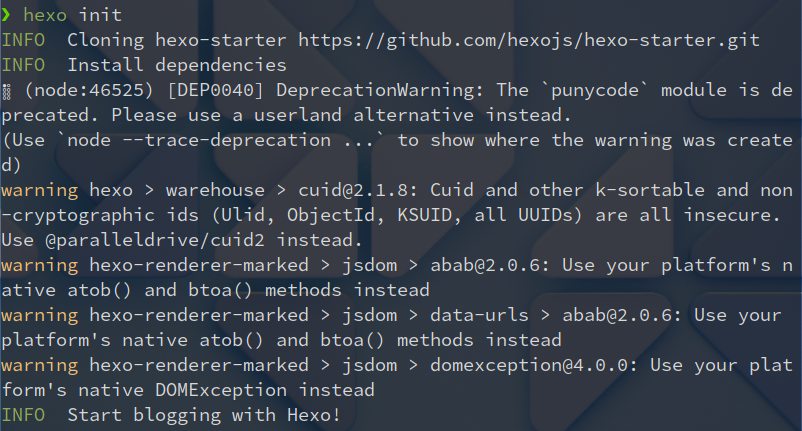 ❯ hexo init
INFO  Cloning hexo-starter https://github.com/hexojs/hexo-starter.git
INFO  Install dependencies
⣿ (node:46525) [DEP0040] DeprecationWarning: The `punycode` module is de
precated. Please use a userland alternative instead.
(Use `node --trace-deprecation ...` to show where the warning was create
d)
warning hexo > warehouse > cuid@2.1.8: Cuid and other k-sortable and non
-cryptographic ids (Ulid, ObjectId, KSUID, all UUIDs) are all insecure.
Use @paralleldrive/cuid2 instead.
warning hexo-renderer-marked > jsdom > abab@2.0.6: Use your platform's n
ative atob() and btoa() methods instead
warning hexo-renderer-marked > jsdom > data-urls > abab@2.0.6: Use your
platform's native atob() and btoa() methods instead
warning hexo-renderer-marked > jsdom > domexception@4.0.0: Use your plat
form's native DOMException instead
INFO  Start blogging with Hexo!